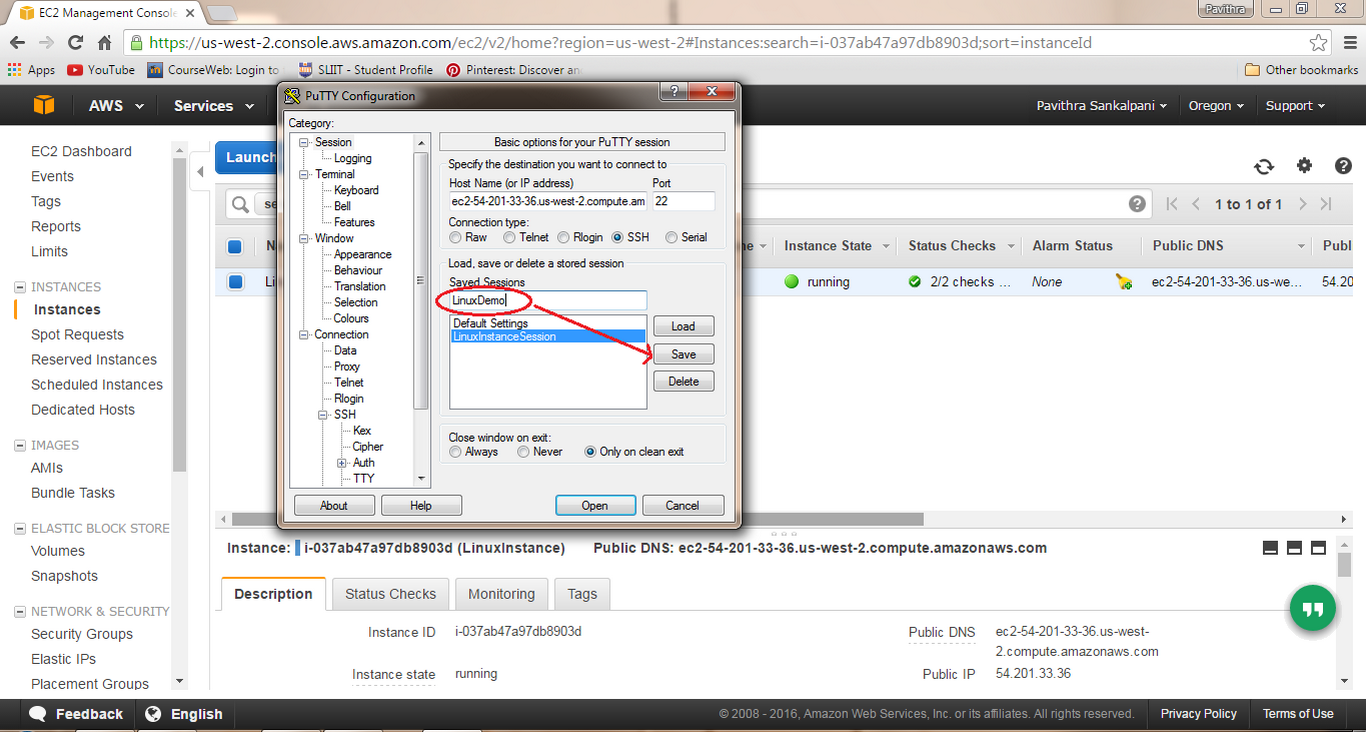 EC2 Management Console
Pavithra
https://us-west-2.console.aws.amazon.com/ec2/v2/home?region=us-west-2#Instances:search=i-037ab47a97db8903d;sort=instanceId
Apps YouTube CourseWeb: Login to SLIIT - Student Profile Pinterest: Discover an Other bookmarks
AWS Services Pavithra Sankalpani Oregon Support
EC2 Dashboard
Events
Tags
Reports
Limits
INSTANCES
Instances
Spot Requests
Reserved Instances
Scheduled Instances
Dedicated Hosts
IMAGES
AMIs
Bundle Tasks
ELASTIC BLOCK STORE
Volumes
Snapshots
NETWORK & SECURITY
Security Groups
Elastic IPs
Placement Groups
Launch
1 to 1 of 1
Instance State Status Checks Alarm Status Public DNS Publ
running 2/2 checks ... None ec2-54-201-33-36.us-we... 54.20
PuTTY Configuration
Category:
Session
Logging
Terminal
Keyboard
Bell
Features
Window
Appearance
Behaviour
Translation
Selection
Colours
Connection
Data
Proxy
Telnet
Rlogin
SSH
Kex
Cipher
Auth
TTY
Basic options for your PuTTY session
Specify the destination you want to connect to
Host Name (or IP address) Port
ec2-54-201-33-36.us-west-2.compute.am 22
Connection type:
Raw Telnet Rlogin SSH Serial
Load, save or delete a stored session
Saved Sessions
LinuxDemo
Default Settings
LinuxInstanceSession
Load
Save
Delete
Close window on exit:
Always Never Only on clean exit
About Help Open Cancel
Instance: i-037ab47a97db8903d (LinuxInstance) Public DNS: ec2-54-201-33-36.us-west-2.compute.amazonaws.com
Description Status Checks Monitoring Tags
Instance ID i-037ab47a97db8903d
Public DNS ec2-54-201-33-36.us-west-
2.compute.amazonaws.com
Instance state running
Public IP 54.201.33.36
Feedback English © 2008 - 2016, Amazon Web Services, Inc. or its affiliates. All rights reserved. Privacy Policy Terms of Use